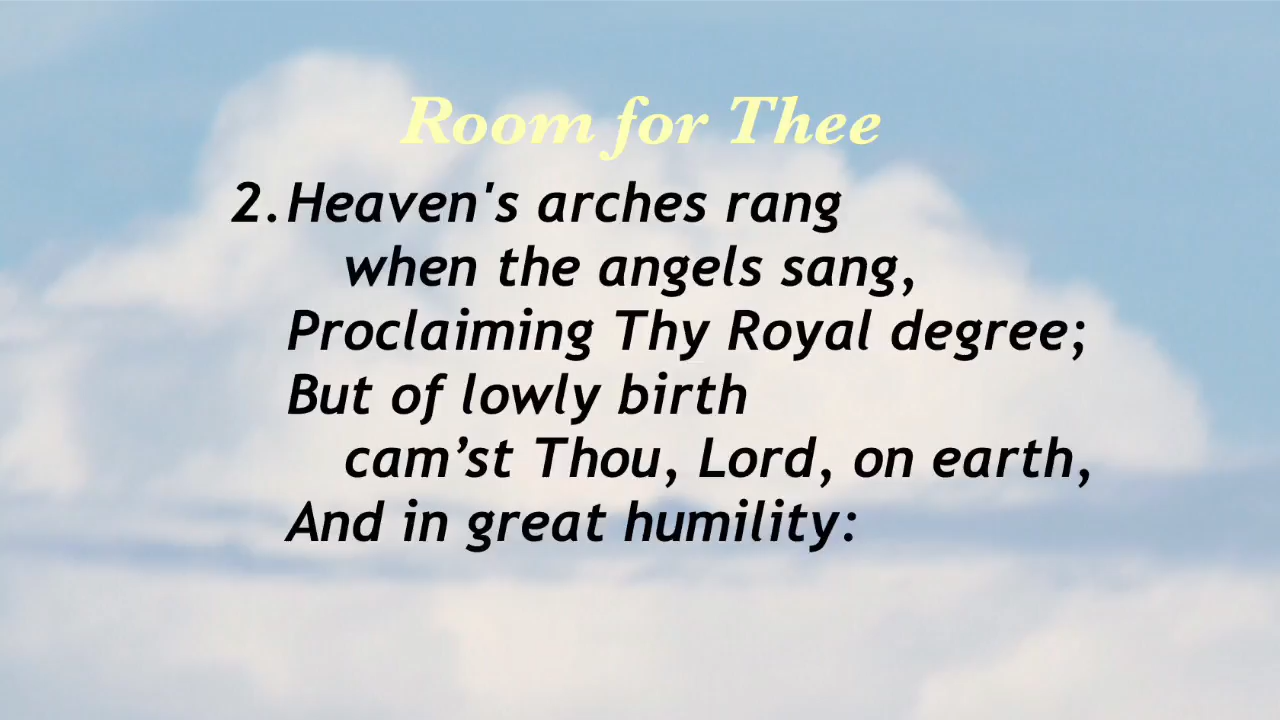 Room for Thee
2. Heaven's arches rang
when the angels sang,
Proclaiming Thy Royal degree;
But of lowly birth
cam’st Thou, Lord, on earth,
And in great humility: